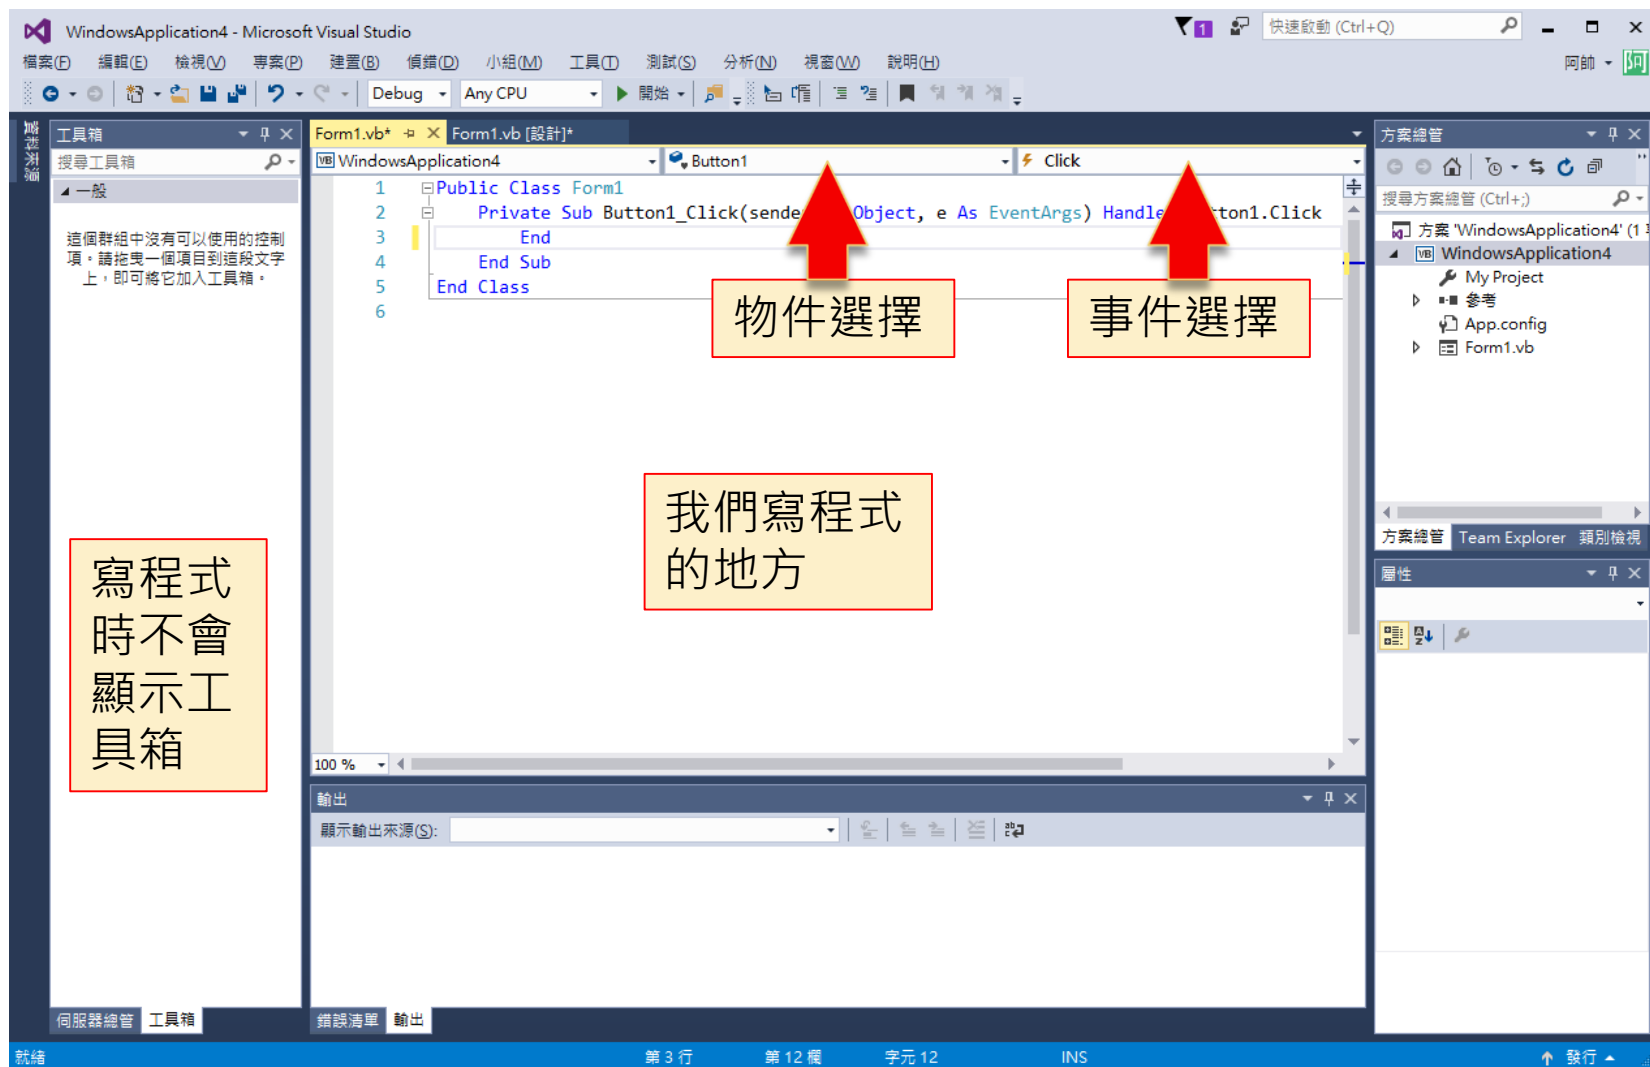 WindowsApplication4 - Microsoft Visual Studio
1
快速啟動 (Ctrl+Q)
檔案(F) 編輯(E) 檢視(V) 專案(P) 建置(B) 偵錯(D) 小組(M) 工具(T) 測試(S) 分析(N) 視窗(W) 說明(H)
阿帥
阿
Debug Any CPU 開始
資料來源
工具箱
搜尋工具箱
一般
這個群組中沒有可以使用的控制
項。請拖曳一個項目到這段文字
上，即可將它加入工具箱。
寫程式
時不會
顯示工
具箱
伺服器總管 工具箱
Form1.vb* Form1.vb [設計]*
WindowsApplication4 Button1 Click
1 Public Class Form1
2 Private Sub Button1_Click(sende Object, e As EventArgs) Handle tton1.Click
3 End
4 End Sub
5 End Class
6
物件選擇
事件選擇
我們寫程式
的地方
100 %
輸出
顯示輸出來源(S):
錯誤清單 輸出
方案總管
搜尋方案總管 (Ctrl+;)
方案 'WindowsApplication4' (1
WindowsApplication4
My Project
參考
App.config
Form1.vb
方案總管 Team Explorer 類別檢視
屬性
就緒 第 3 行 第 12 欄 字元 12 INS 發行